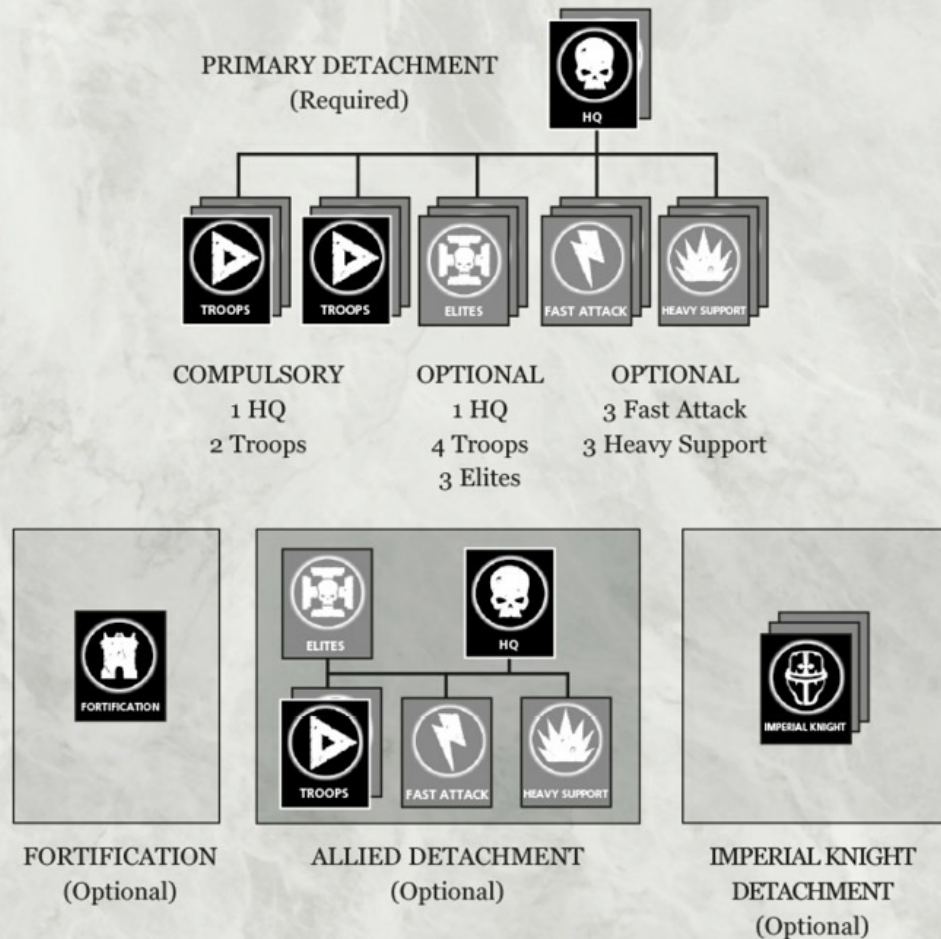 PRIMARY DETACHMENT
(Required)
HQ
TROOPS
TROOPS
ELITES
FAST ATTACK
HEAVY SUPPORT
COMPULSORY
1 HQ
2 Troops
OPTIONAL
1 HQ
4 Troops
3 Elites
OPTIONAL
3 Fast Attack
3 Heavy Support
FORTIFICATION
FORTIFICATION
(Optional)
ELITES
HQ
TROOPS
FAST ATTACK
HEAVY SUPPORT
ALLIED DETACHMENT
(Optional)
IMPERIAL KNIGHT
IMPERIAL KNIGHT
DETACHMENT
(Optional)